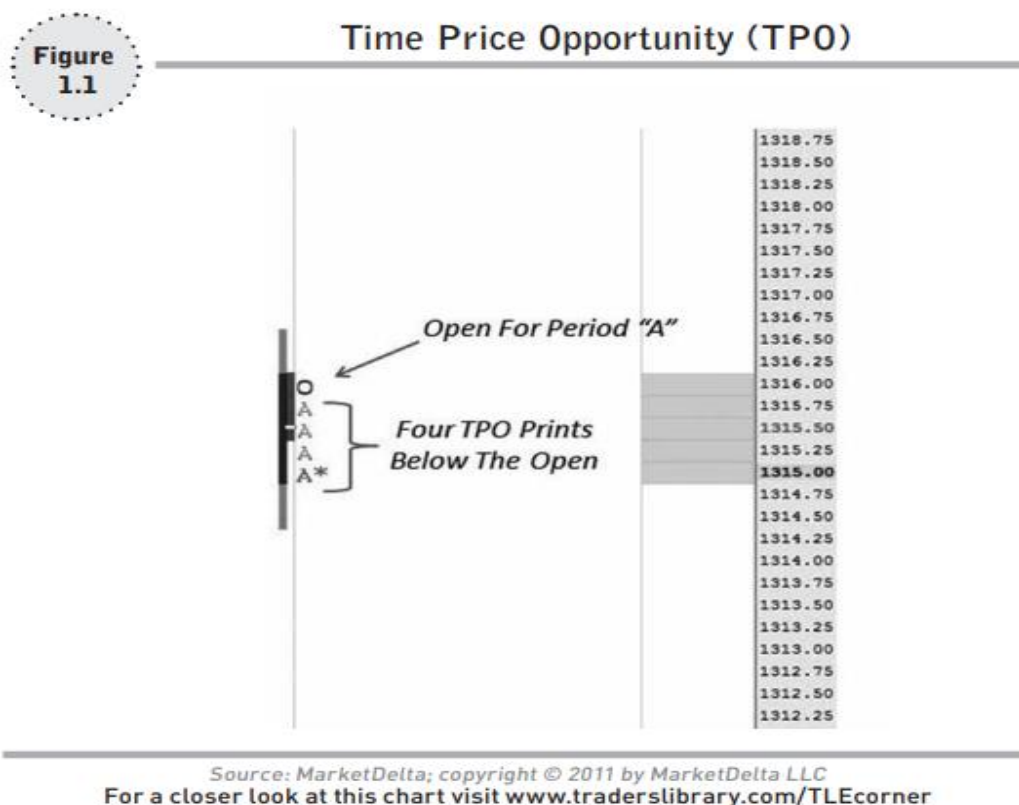 Figure
1.1
Time Price Opportunity (TPO)
1318.75
1318.50
1318.25
1318.00
1317.75
1317.50
1317.25
1317.00
1316.75
Open For Period “A”
1316.50
1316.25
O 1316.00
A 1315.75
A Four TPO Prints 1315.50
A Below The Open 1315.25
A* 1315.00
1314.75
1314.50
1314.25
1314.00
1313.75
1313.50
1313.25
1313.00
1312.75
1312.50
1312.25
Source: MarketDelta; copyright © 2011 by MarketDelta LLC
For a closer look at this chart visit www.traderslibrary.com/TLEcorner